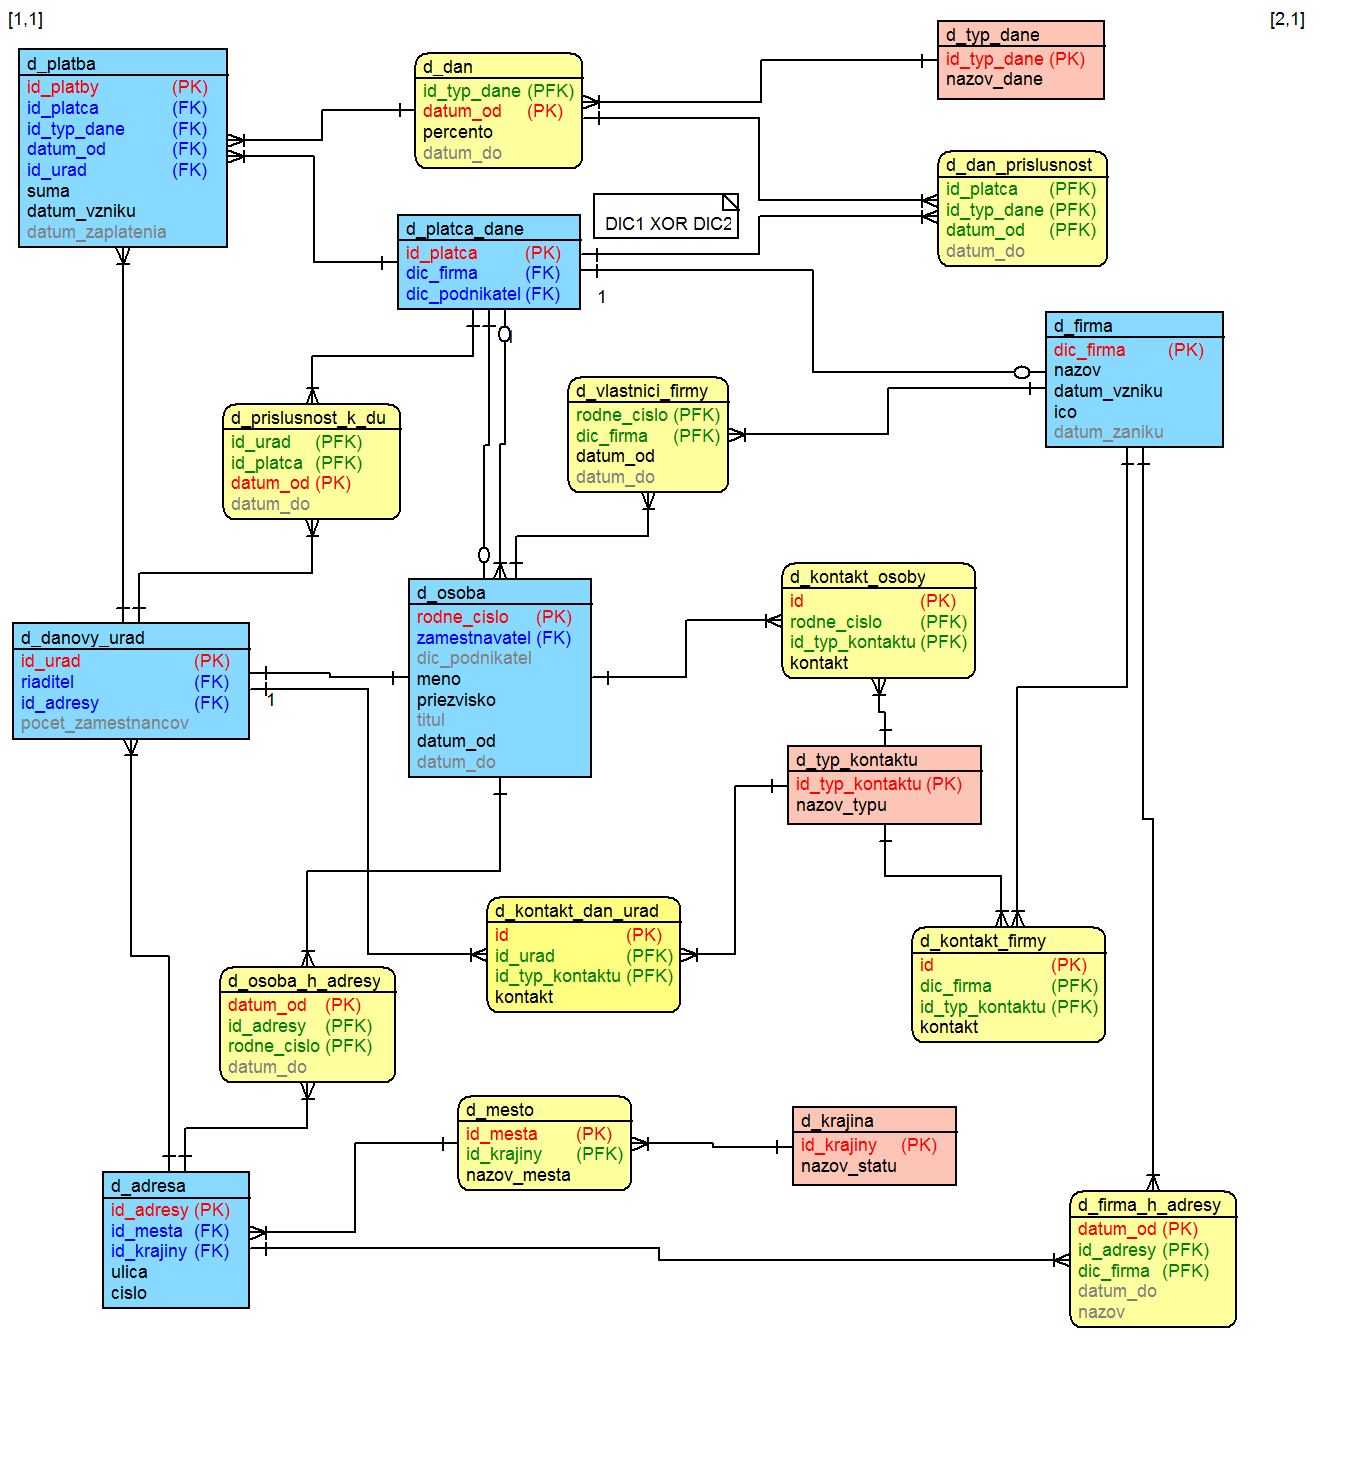 [1,1]
[2,1]
d_platba
id_platby (PK)
id_platca (FK)
id_typ_dane (FK)
datum_od (FK)
id_urad (FK)
suma
datum_vzniku
datum_zaplatenia
d_dan
id_typ_dane (PFK)
datum_od (PK)
percento
datum_do
d_typ_dane
id_typ_dane (PK)
nazov_dane
d_dan_prislusnost
id_platca (PFK)
id_typ_dane (PFK)
datum_od (PFK)
datum_do
DIC1 XOR DIC2
d_platca_dane
id_platca (PK)
dic_firma (FK)
dic_podnikatel (FK)
1
d_firma
dic_firma (PK)
nazov
datum_vzniku
ico
datum_zaniku
d_vlastnici_firmy
rodne_cislo (PFK)
dic_firma (PFK)
datum_od
datum_do
d_prislusnost_k_du
id_urad (PFK)
id_platca (PFK)
datum_od (PK)
datum_do
d_kontakt_osoby
id (PK)
rodne_cislo (PFK)
id_typ_kontaktu (PFK)
kontakt
d_osoba
rodne_cislo (PK)
zamestnavatel (FK)
dic_podnikatel
meno
priezvisko
titul
datum_od
datum_do
d_danovy_urad
id_urad (PK)
riaditel (FK)
id_adresy (FK)
pocet_zamestnancov
1
d_typ_kontaktu
id_typ_kontaktu (PK)
nazov_typu
d_kontakt_dan_urad
id (PK)
id_urad (PFK)
id_typ_kontaktu (PFK)
kontakt
d_kontakt_firmy
id (PK)
dic_firma (PFK)
id_typ_kontaktu (PFK)
kontakt
d_osoba_h_adresy
datum_od (PK)
id_adresy (PFK)
rodne_cislo (PFK)
datum_do
d_mesto
id_mesta (PK)
id_krajiny (PFK)
nazov_mesta
d_krajina
id_krajiny (PK)
nazov_statu
d_adresa
id_adresy (PK)
id_mesta (FK)
id_krajiny (FK)
ulica
cislo
d_firma_h_adresy
datum_od (PK)
id_adresy (PFK)
dic_firma (PFK)
datum_do
nazov